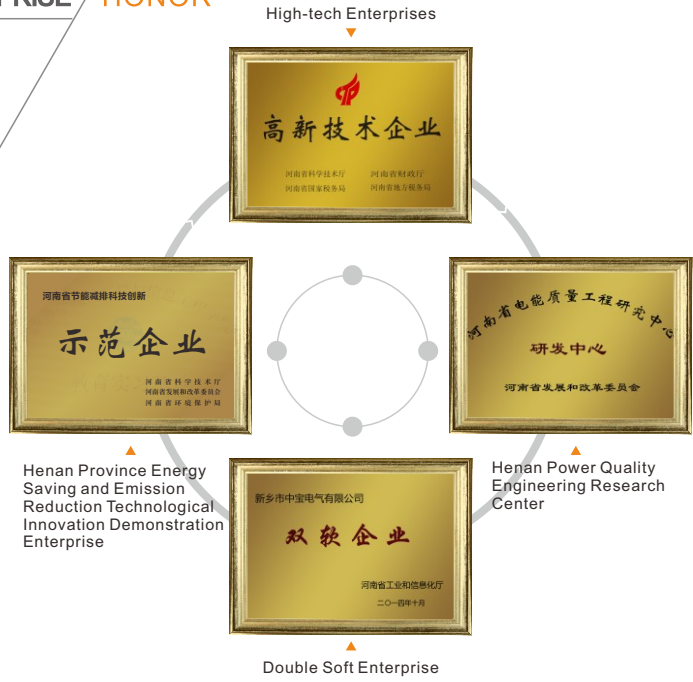 HONOR
High-tech Enterprises
高新技术企业
河南省科学技术厅 河南省财政厅
河南省国家税务局 河南省地方税务局
河南省节能减排科技创新
示范企业
河南省科学技术厅
河南省发展和改革委员会
河南省环境保护局
Henan Province Energy
Saving and Emission
Reduction Technological
Innovation Demonstration
Enterprise
河南省电能质量工程研究中心
研发中心
河南省发展和改革委员会
Henan Power Quality
Engineering Research
Center
新乡市中宝电气有限公司
双软企业
河南省工业和信息化厅
二〇一四年十月
Double Soft Enterprise